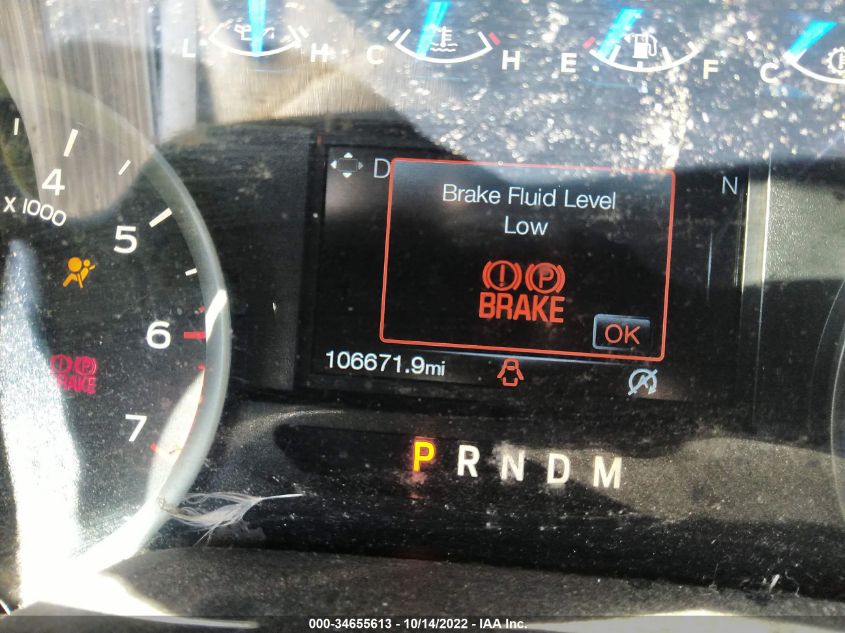 L H C H E F C
4
X 1000
5
6
7
D
N
Brake Fluid Level
Low
BRAKE
OK
BRAKE
106671.9mi
P R N D M
000-34655613 - 10/14/2022 - IAA Inc.